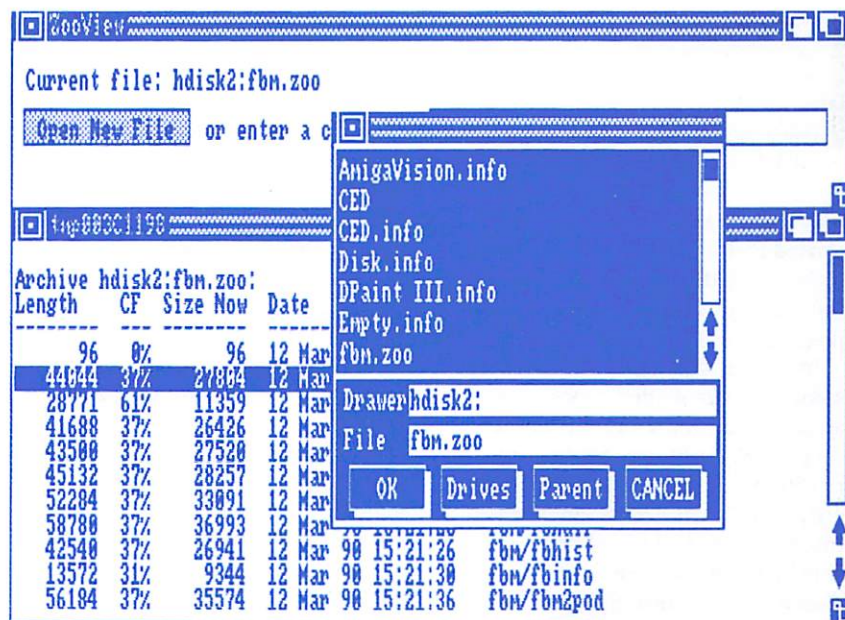 ZooView
Current file: hdisk2:fbm.zoo
Open New File or enter a c
AmigaVision.info
CED
CED.info
Disk.info
DPaint III.info
Empty.info
fbm.zoo
Drawer hdisk2:
File fbm.zoo
OK Drives Parent CANCEL
tmp003C1198
Archive hdisk2:fbm.zoo:
Length CF Size Now Date
-------- --- -------- ------
96 0% 96 12 Mar
44044 37% 27804 12 Mar
28771 61% 11359 12 Mar
41688 37% 26426 12 Mar
43500 37% 27520 12 Mar
45132 37% 28257 12 Mar
52284 37% 33091 12 Mar
58780 37% 36993 12 Mar
42540 37% 26941 12 Mar 90 15:21:26 fbm/fbhist
13572 31% 9344 12 Mar 90 15:21:30 fbm/fbinfo
56184 37% 35574 12 Mar 90 15:21:36 fbm/fbm2pod